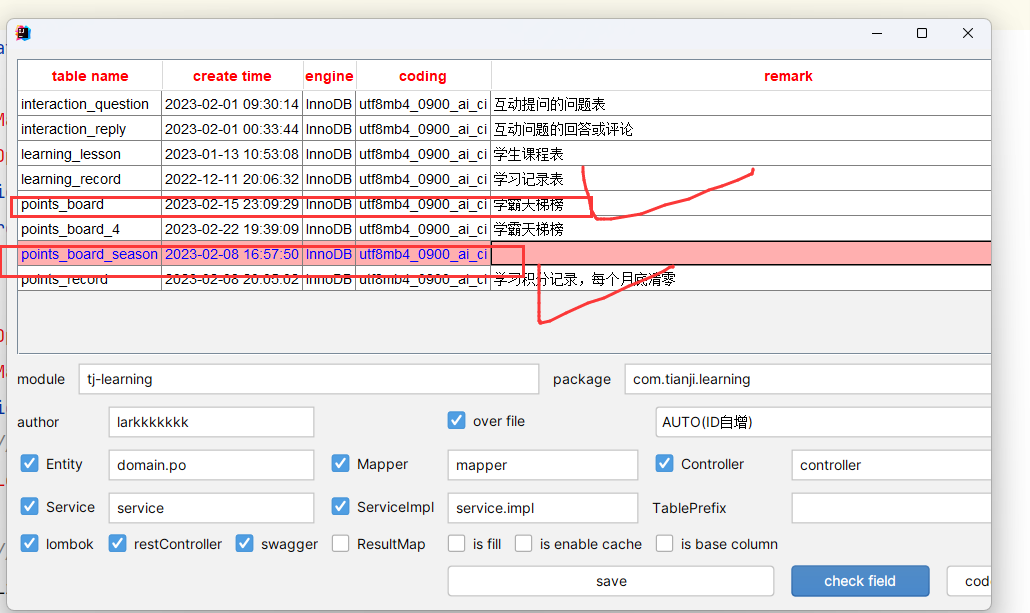 table name create time engine coding remark
interaction_question 2023-02-01 09:30:14 InnoDB utf8mb4_0900_ai_ci 互动提问的问题表
interaction_reply 2023-02-01 00:33:44 InnoDB utf8mb4_0900_ai_ci 互动问题的回答或评论
learning_lesson 2023-01-13 10:53:08 InnoDB utf8mb4_0900_ai_ci 学生课程表
learning_record 2022-12-11 20:06:32 InnoDB utf8mb4_0900_ai_ci 学习记录表
points_board 2023-02-15 23:09:29 InnoDB utf8mb4_0900_ai_ci 学霸天梯榜
points_board_4 2023-02-22 19:39:09 InnoDB utf8mb4_0900_ai_ci 学霸天梯榜
points_board_season 2023-02-08 16:57:50 InnoDB utf8mb4_0900_ai_ci
points_record 2023-02-08 20:05:02 InnoDB utf8mb4_0900_ai_ci 学习积分记录，每个月底清零
module tj-learning package com.tianji.learning
author larkkkkkkk over file AUTO(ID自增)
Entity domain.po Mapper mapper Controller controller
Service service ServiceImpl service.impl TablePrefix
lombok restController swagger ResultMap is fill is enable cache is base column
save check field